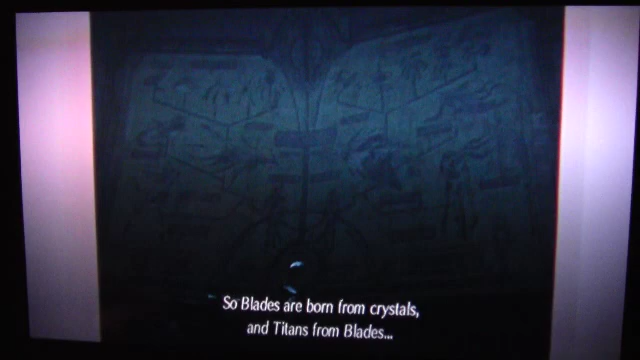 So Blades are born from crystals,
and Titans from Blades...